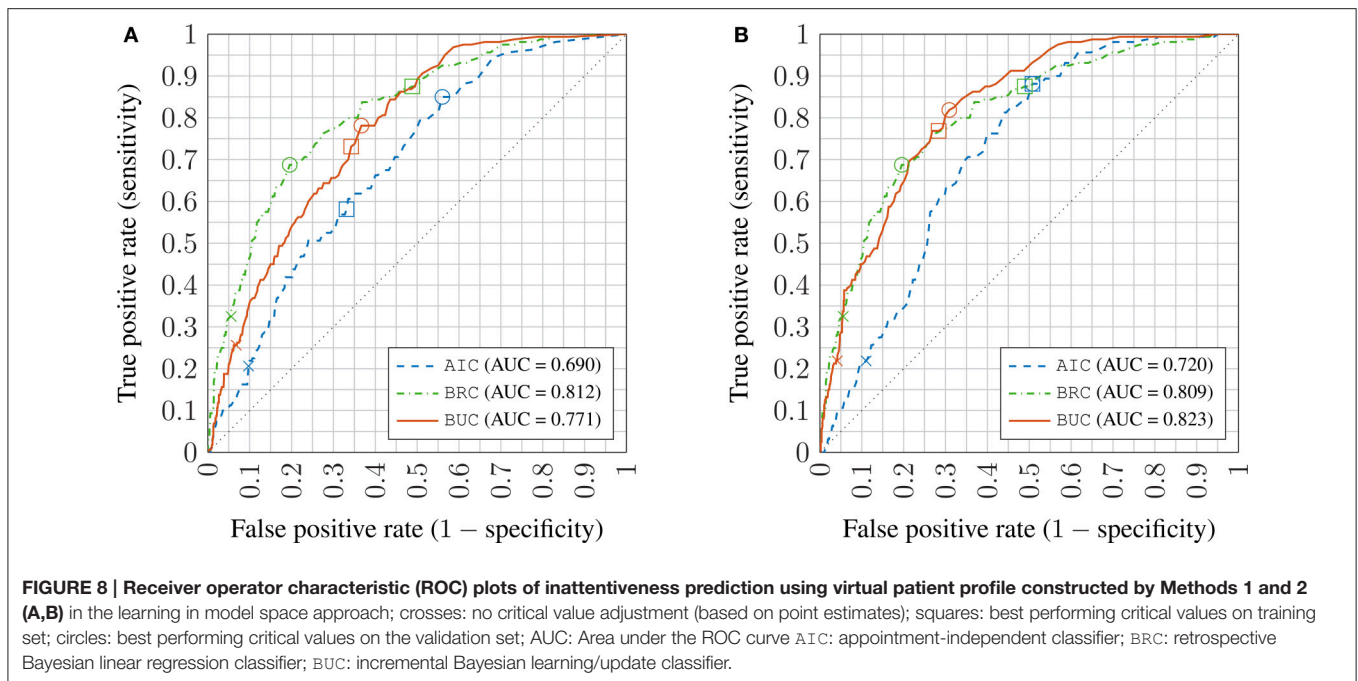 A
True positive rate (sensitivity)
1
0.9
0.8
0.7
0.6
0.5
0.4
0.3
0.2
0.1
0
AIC (AUC = 0.690)
BRC (AUC = 0.812)
BUC (AUC = 0.771)
0 0.1 0.2 0.3 0.4 0.5 0.6 0.7 0.8 0.9 1
False positive rate (1 − specificity)
B
True positive rate (sensitivity)
1
0.9
0.8
0.7
0.6
0.5
0.4
0.3
0.2
0.1
0
AIC (AUC = 0.720)
BRC (AUC = 0.809)
BUC (AUC = 0.823)
0 0.1 0.2 0.3 0.4 0.5 0.6 0.7 0.8 0.9 1
False positive rate (1 − specificity)
FIGURE 8 | Receiver operator characteristic (ROC) plots of inattentiveness prediction using virtual patient profile constructed by Methods 1 and 2
(A,B) in the learning in model space approach; crosses: no critical value adjustment (based on point estimates); squares: best performing critical values on training
set; circles: best performing critical values on the validation set; AUC: Area under the ROC curve AIC: appointment-independent classifier; BRC: retrospective
Bayesian linear regression classifier; BUC: incremental Bayesian learning/update classifier.